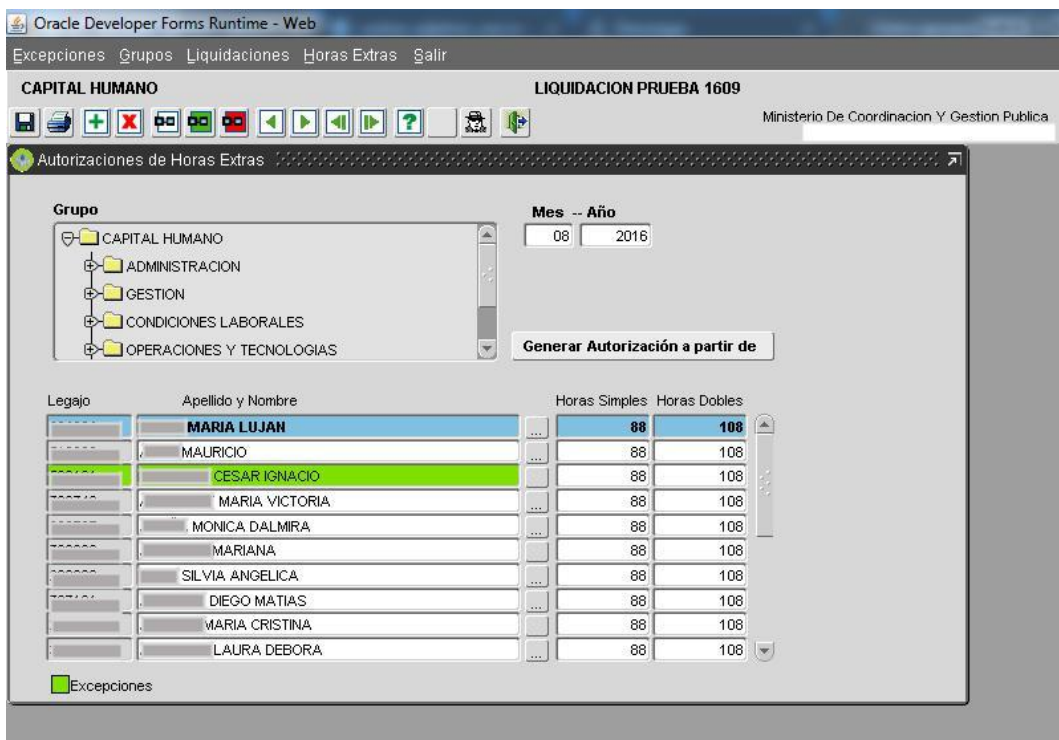 Oracle Developer Forms Runtime - Web
Excepciones Grupos Liquidaciones Horas Extras Salir
CAPITAL HUMANO LIQUIDACION PRUEBA 1609
Ministerio De Coordinacion Y Gestion Publica
Autorizaciones de Horas Extras
Grupo Mes -- Año
CAPITAL HUMANO 08 2016
ADMINISTRACION
GESTION
CONDICIONES LABORALES
OPERACIONES Y TECNOLOGIAS Generar Autorización a partir de
Legajo Apellido y Nombre Horas Simples Horas Dobles
MARIA LUJAN ... 88 108
MAURICIO ... 88 108
CESAR IGNACIO 88 108
MARIA VICTORIA ... 88 108
MONICA DALMIRA ... 88 108
MARIANA 88 108
SILVIA ANGELICA ... 88 108
DIEGO MATIAS ... 88 108
MARIA CRISTINA 88 108
LAURA DEBORA ... 88 108
Excepciones